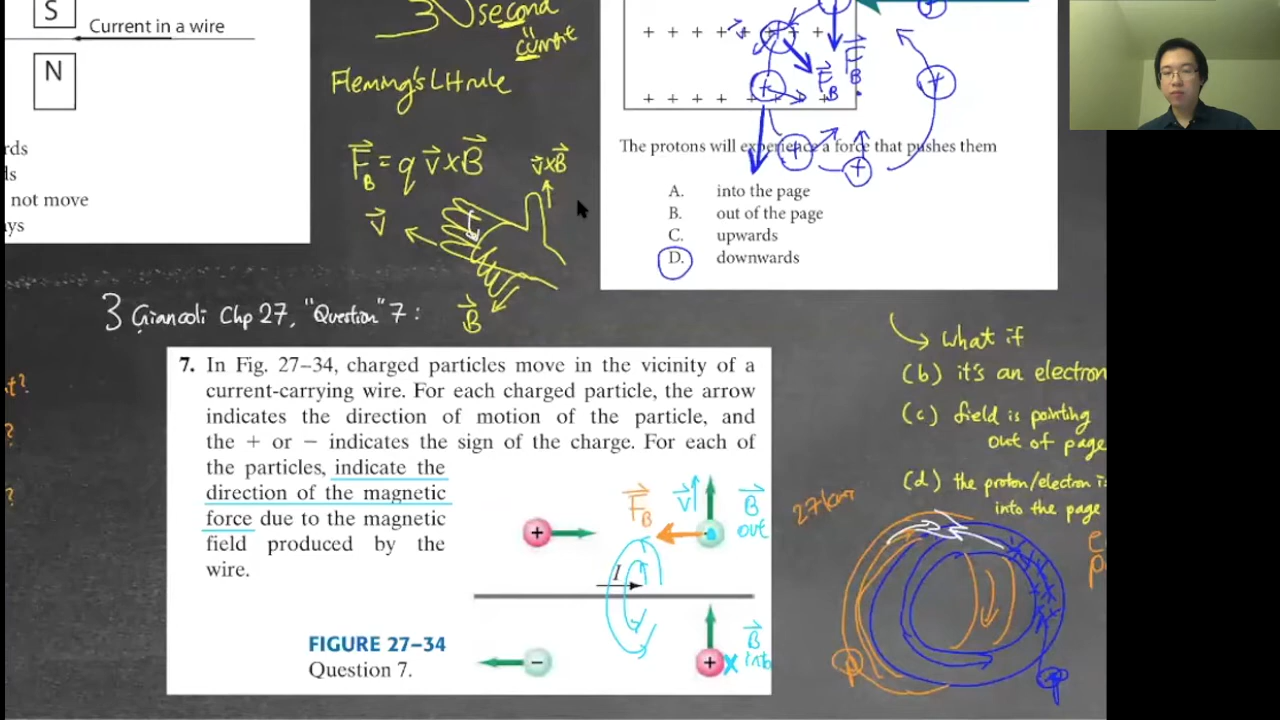 S
Current in a wire
N
rds
ls
not move
ays
second
current
Fleming's LH rule
F_B = q v x B
v x B
v
B
+ + + +
F_B
F_B
+ + + +
The protons will experience a force that pushes them
A. into the page
B. out of the page
C. upwards
D. downwards
3 Giancoli Chp 27, "Question" 7:
7. In Fig. 27–34, charged particles move in the vicinity of a
current-carrying wire. For each charged particle, the arrow
indicates the direction of motion of the particle, and
the + or − indicates the sign of the charge. For each of
the particles, indicate the
direction of the magnetic
force due to the magnetic
field produced by the
wire.
FIGURE 27–34
Question 7.
+
F_B
v
B
out
I
−
+
x
B
into
what if
(b) it's an electron
(c) field is pointing
out of page
(d) the proton/electron is
into the page
27km
e
p
p
t?
?
?